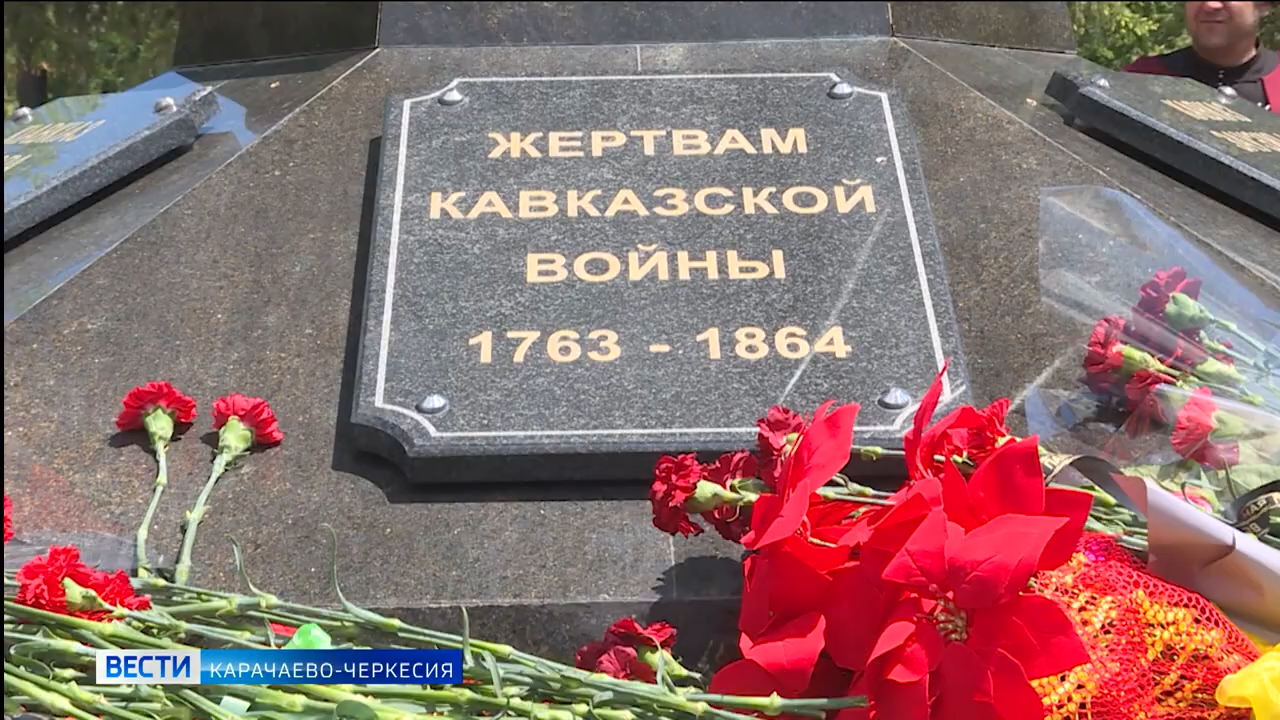 ЖЕРТВАМ
КАВКАЗСКОЙ
ВОЙНЫ
1763 - 1864
ВЕСТИ КАРАЧАЕВО-ЧЕРКЕСИЯ